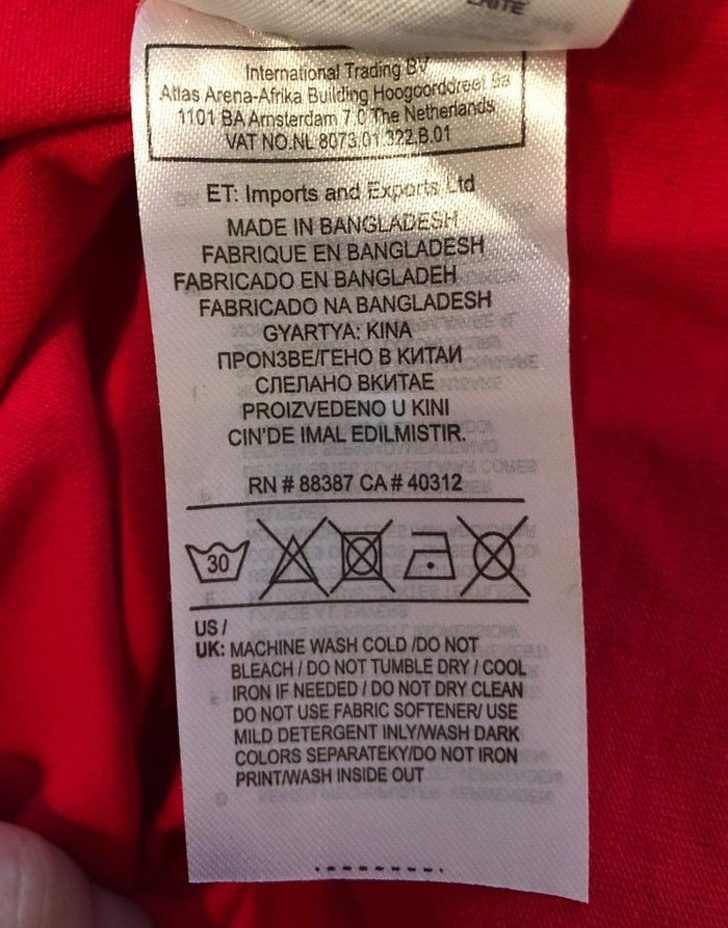 International Trading BV
Atlas Arena-Afrika Building Hoogoorddreef 9a
1101 BA Amsterdam 7.0 The Netherlands
VAT NO.NL 8073.01.322.B.01
ET: Imports and Exports Ltd
MADE IN BANGLADESH
FABRIQUE EN BANGLADESH
FABRICADO EN BANGLADEH
FABRICADO NA BANGLADESH
GYARTYA: KINA
ПРОНЗВЕ/ГЕНО В КИТАИ
СЛЕЛАНО ВКИТАЕ
PROIZVEDENO U KINI
CIN'DE IMAL EDILMISTIR.
RN # 88387 CA # 40312
30
US /
UK: MACHINE WASH COLD /DO NOT
BLEACH / DO NOT TUMBLE DRY / COOL
IRON IF NEEDED / DO NOT DRY CLEAN
DO NOT USE FABRIC SOFTENER/ USE
MILD DETERGENT INLY/WASH DARK
COLORS SEPARATEKY/DO NOT IRON
PRINT/WASH INSIDE OUT